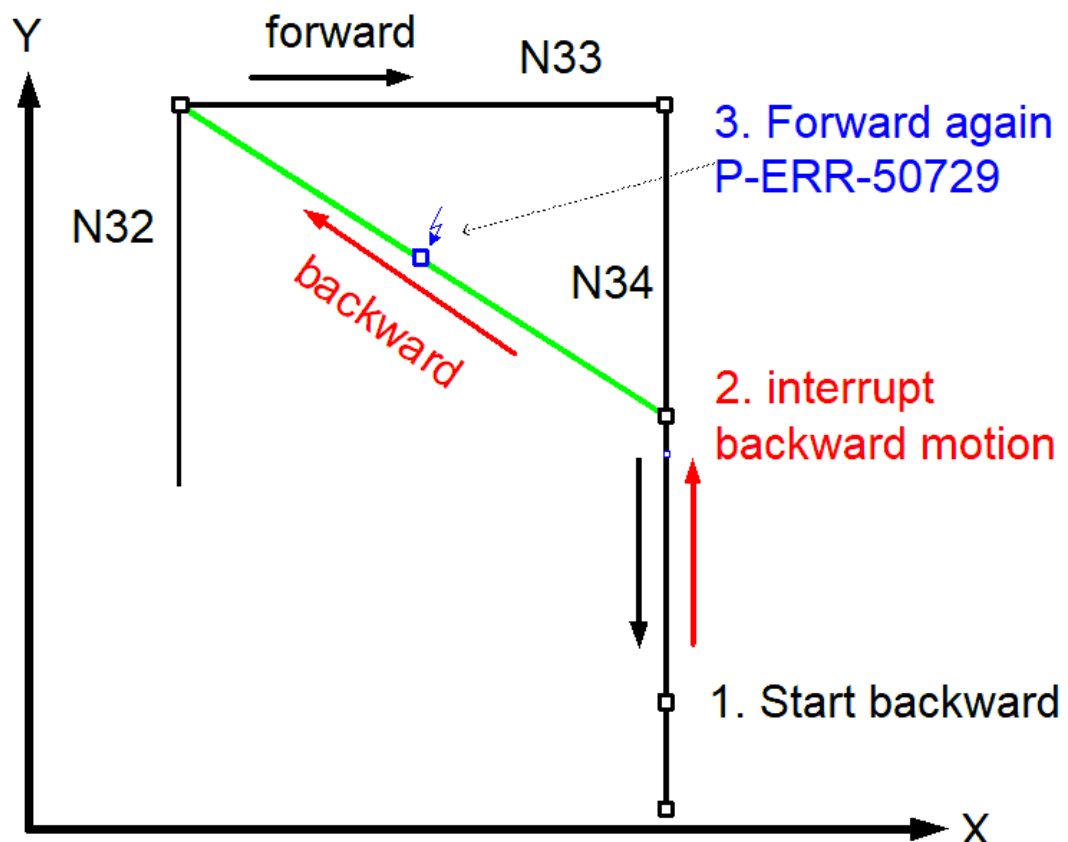 Y
forward
N33
3. Forward again
P-ERR-50729
N32
backward
N34
2. interrupt
backward motion
1. Start backward
X